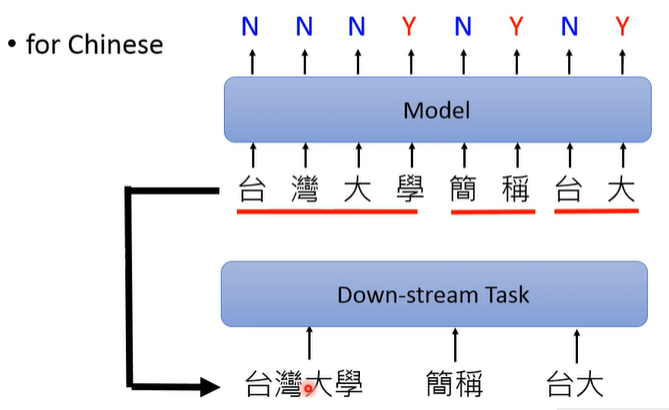 N N N Y N Y N Y
• for Chinese
Model
台 灣 大 學 簡 稱 台 大
Down-stream Task
台灣大學 簡稱 台大